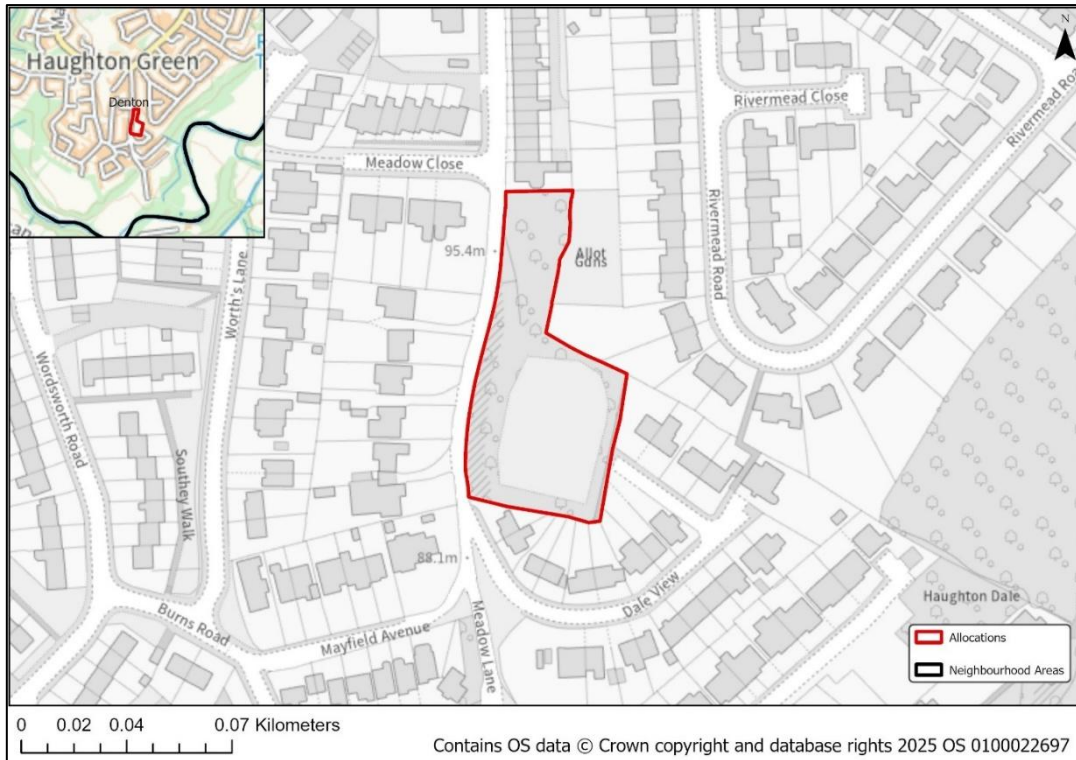 Haughton Green
Denton
N
Meadow Close
Rivermead Close
Rivermead Road
Rivermead Road
95.4m
Allot
Gdns
Worth's Lane
Wordsworth Road
Southey Walk
88.1m
Burns Road
Mayfield Avenue
Meadow Lane
Dale View
Haughton Dale
Allocations
Neighbourhood Areas
0 0.02 0.04 0.07 Kilometers
Contains OS data © Crown copyright and database rights 2025 OS 0100022697